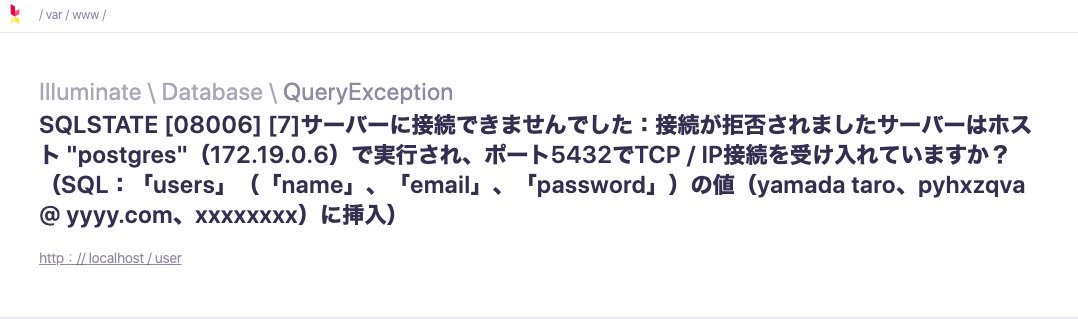 / var / www /
Illuminate \ Database \ QueryException
SQLSTATE [08006] [7]サーバーに接続できませんでした：接続が拒否されましたサーバーはホス
ト "postgres"（172.19.0.6）で実行され、ポート5432でTCP / IP接続を受け入れていますか？
（SQL：「users」（「name」、「email」、「password」）の値（yamada taro、pyhxzqva
@ yyyy.com、xxxxxxxx）に挿入）
http：// localhost / user